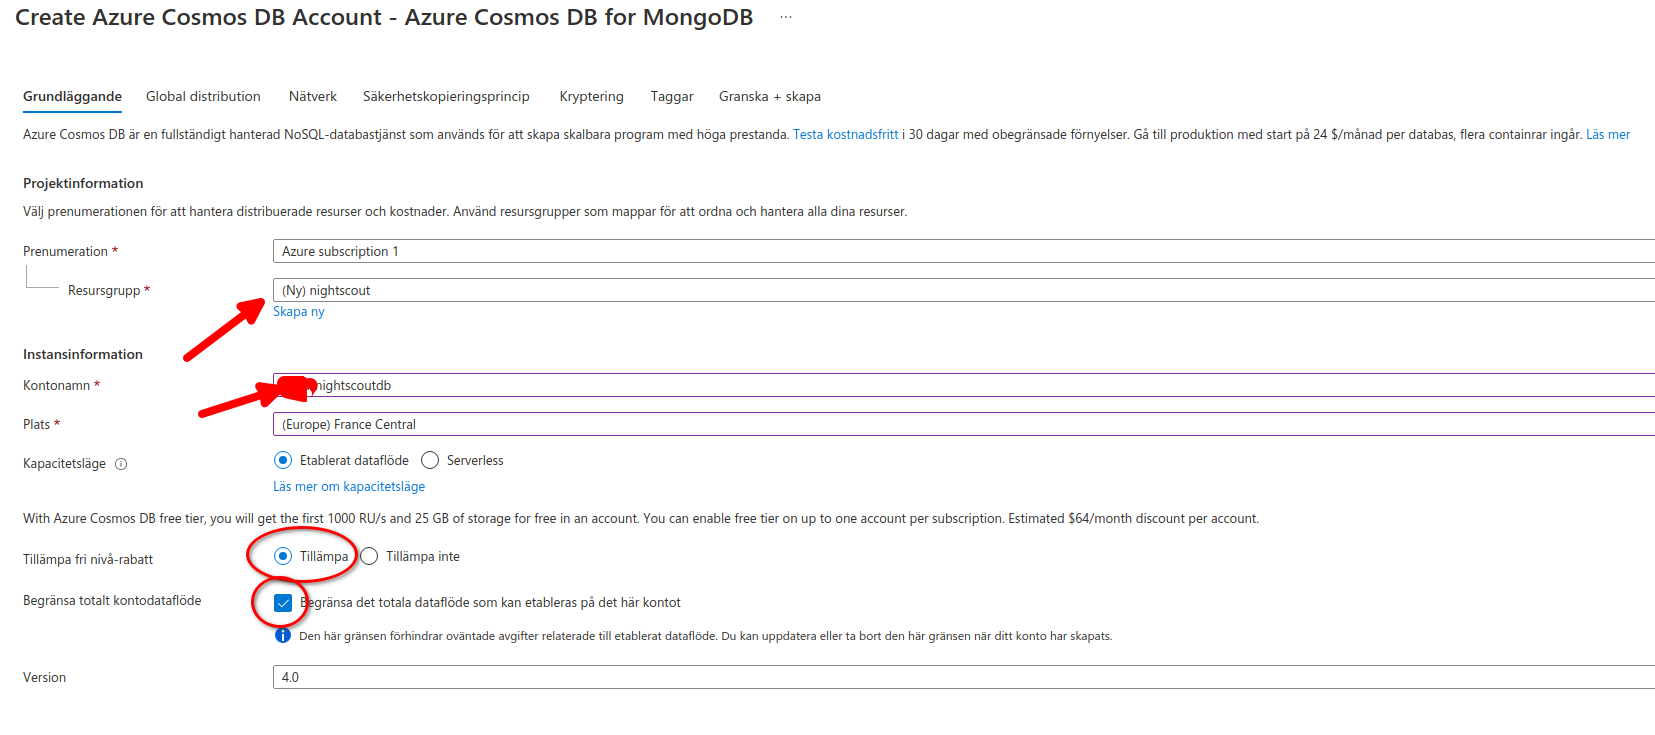 Create Azure Cosmos DB Account - Azure Cosmos DB for MongoDB ...
Grundläggande Global distribution Nätverk Säkerhetskopieringsprincip Kryptering Taggar Granska + skapa
Azure Cosmos DB är en fullständigt hanterad NoSQL-databastjänst som används för att skapa skalbara program med höga prestanda. Testa kostnadsfritt i 30 dagar med obegränsade förnyelser. Gå till produktion med start på 24 $/månad per databas, flera containrar ingår. Läs mer
Projektinformation
Välj prenumerationen för att hantera distribuerade resurser och kostnader. Använd resursgrupper som mappar för att ordna och hantera alla dina resurser.
Prenumeration * Azure subscription 1
Resursgrupp * (Ny) nightscout
Skapa ny
Instansinformation
Kontonamn * nightscoutdb
Plats * (Europe) France Central
Kapacitetsläge Etablerat dataflöde Serverless
Läs mer om kapacitetsläge
With Azure Cosmos DB free tier, you will get the first 1000 RU/s and 25 GB of storage for free in an account. You can enable free tier on up to one account per subscription. Estimated $64/month discount per account.
Tillämpa fri nivå-rabatt Tillämpa Tillämpa inte
Begränsa totalt kontodataflöde Begränsa det totala dataflöde som kan etableras på det här kontot
Den här gränsen förhindrar oväntade avgifter relaterade till etablerat dataflöde. Du kan uppdatera eller ta bort den här gränsen när ditt konto har skapats.
Version 4.0